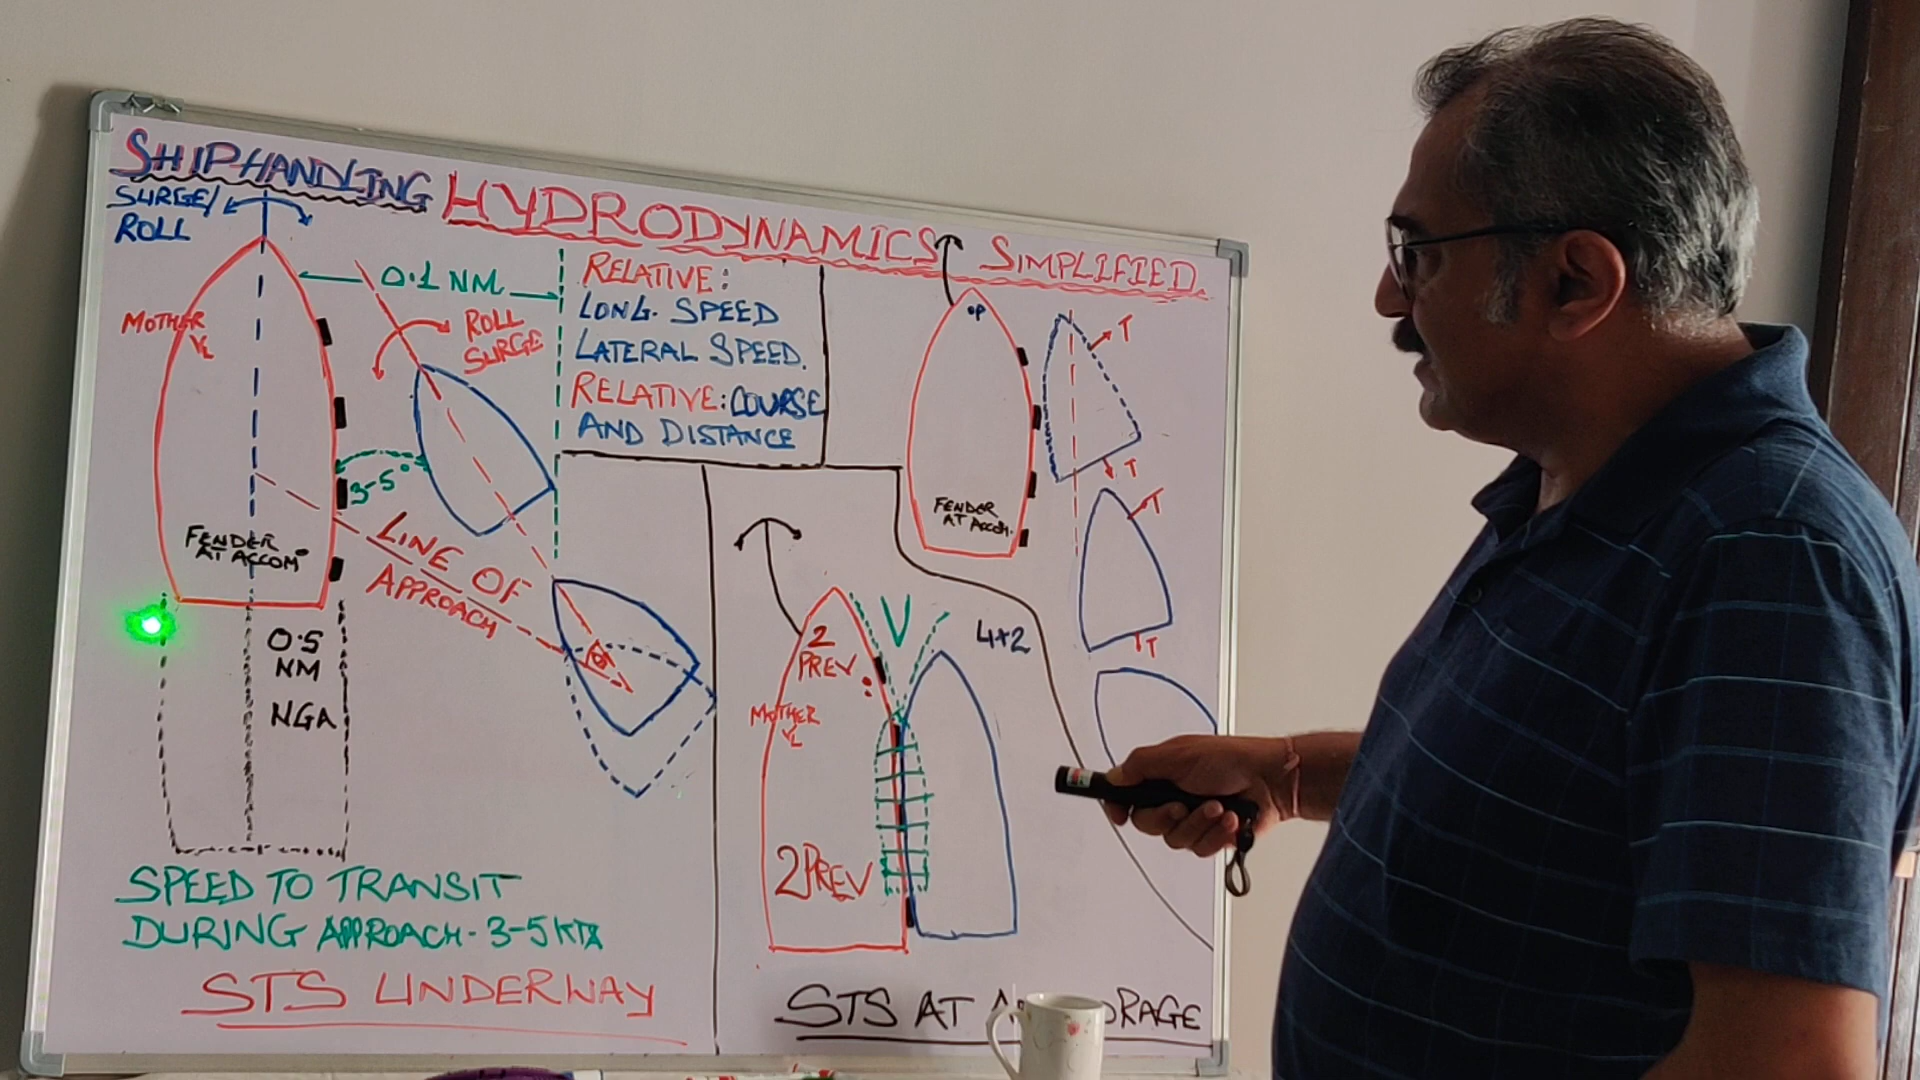 SHIPHANDLING HYDRODYNAMICS SIMPLIFIED.
SURGE/
ROLL
0.1 NM
MOTHER
VL
ROLL
SURGE
3-5°
FENDER
AT ACCOM°
LINE OF
APPROACH
0.5
NM
NGA
SPEED TO TRANSIT
DURING APPROACH - 3-5 KTS
STS UNDERWAY
RELATIVE:
LONG. SPEED
LATERAL SPEED.
RELATIVE: COURSE
AND DISTANCE
FENDER
AT ACCOM.
T
T
T
T
V
4+2
2
PREV
MOTHER
VL
2 PREV
STS AT